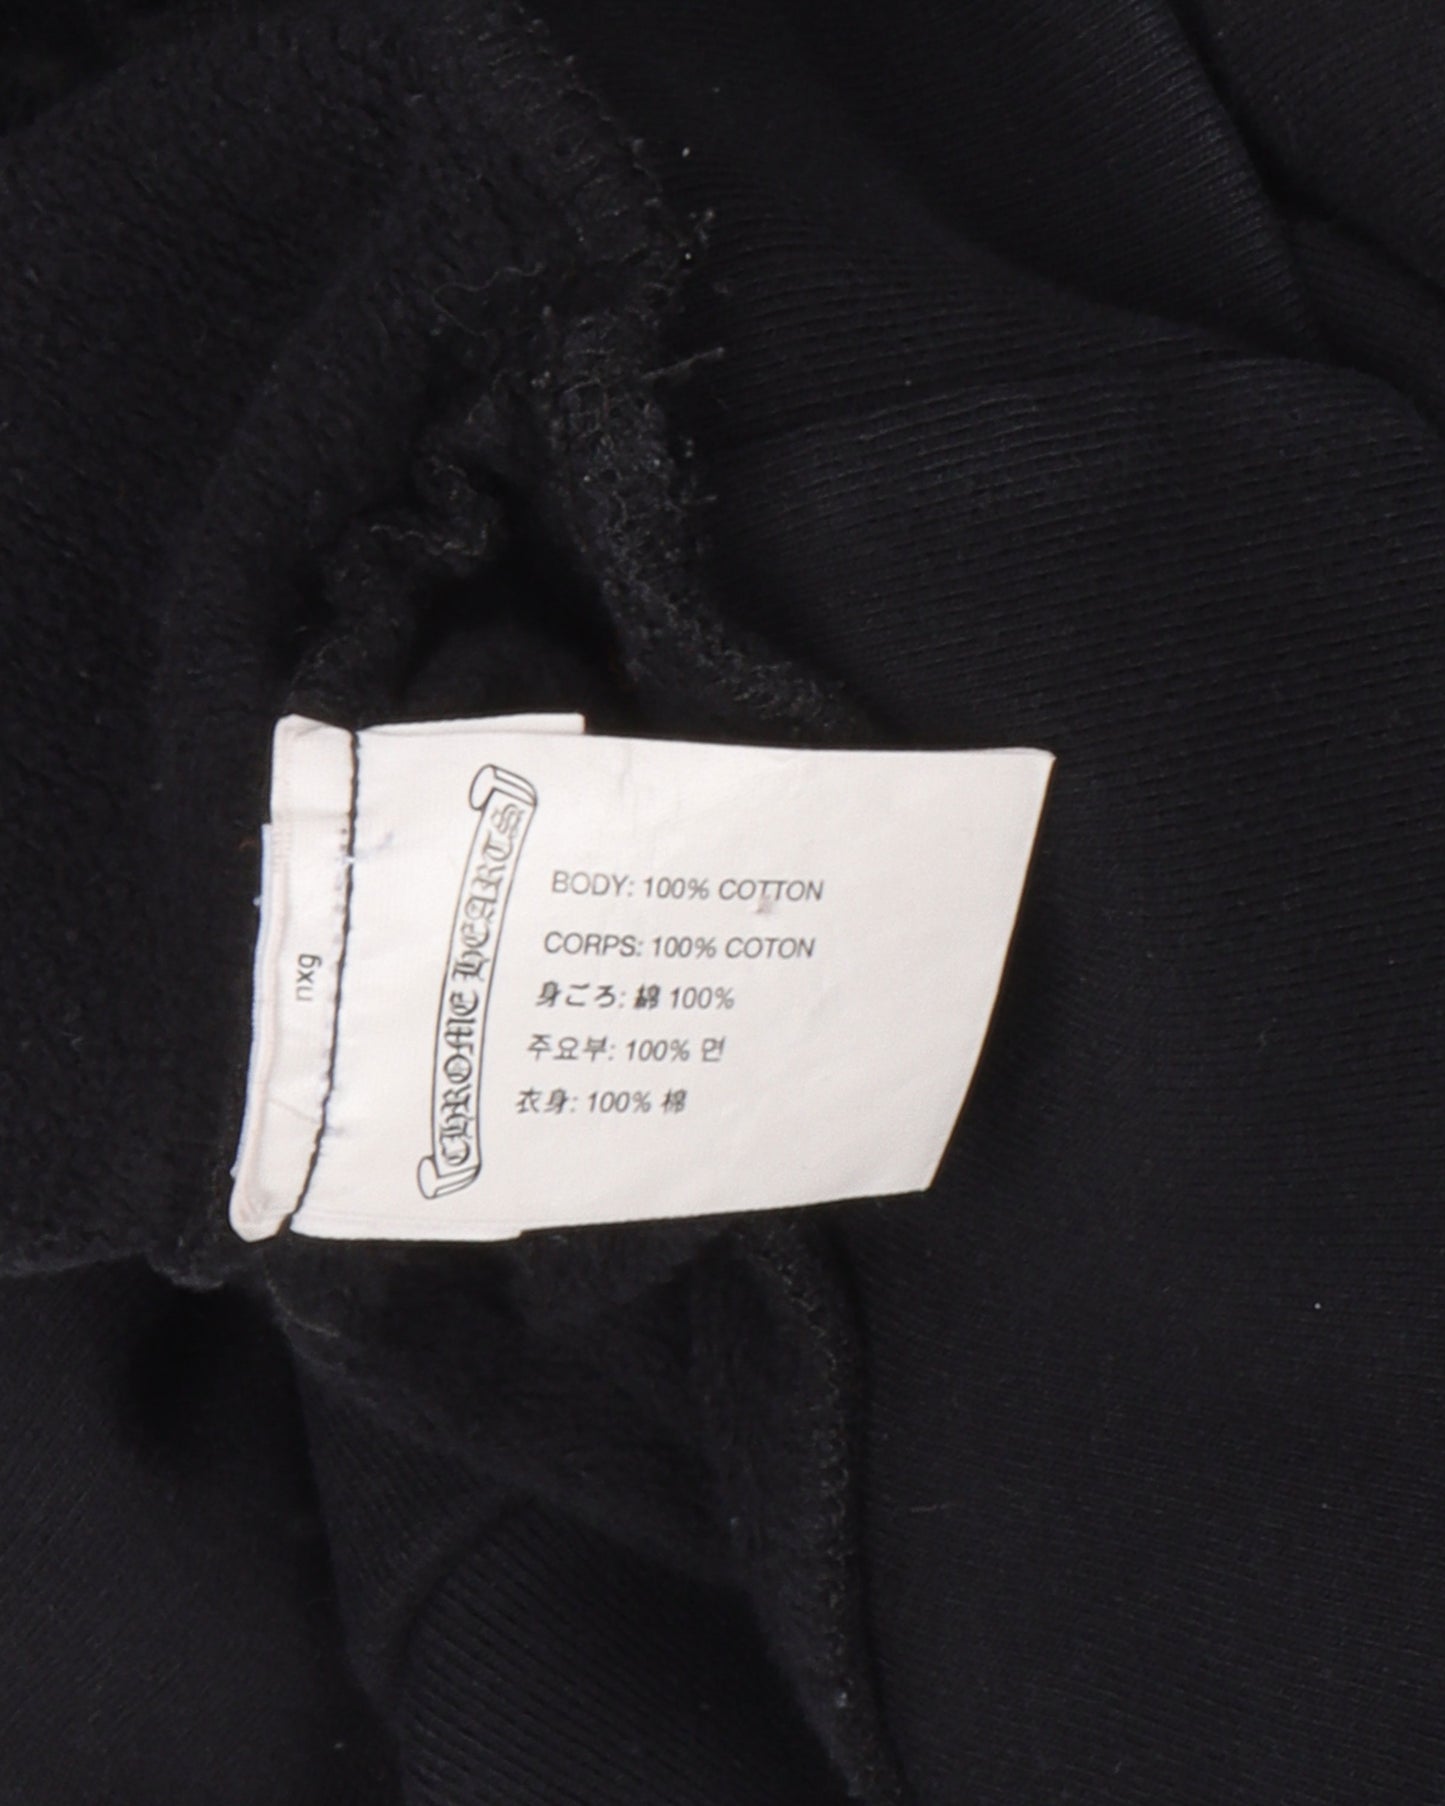 CHROME HEARTS
BODY: 100% COTTON
CORPS: 100% COTON
身ごろ: 綿 100%
주요부: 100% 면
衣身: 100% 棉
nxg